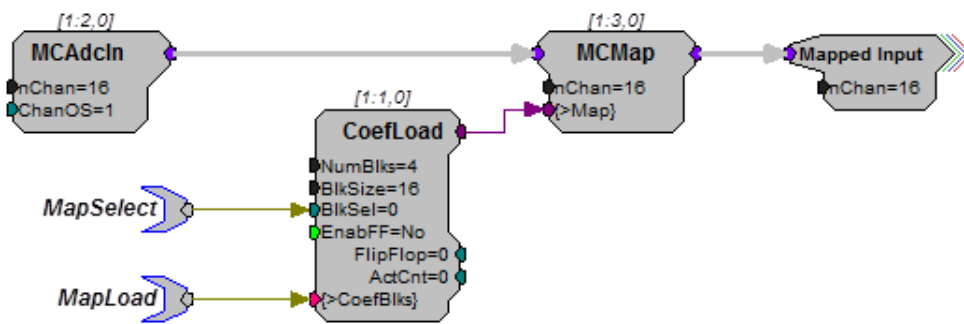 [1:2,0]
MCAdcIn
nChan=16
ChanOS=1
[1:3,0]
MCMap
nChan=16
{>Map}
Mapped Input
nChan=16
[1:1,0]
CoefLoad
NumBlks=4
BlkSize=16
BlkSel=0
EnabFF=No
FlipFlop=0
ActCnt=0
{>CoefBlks}
MapSelect
MapLoad